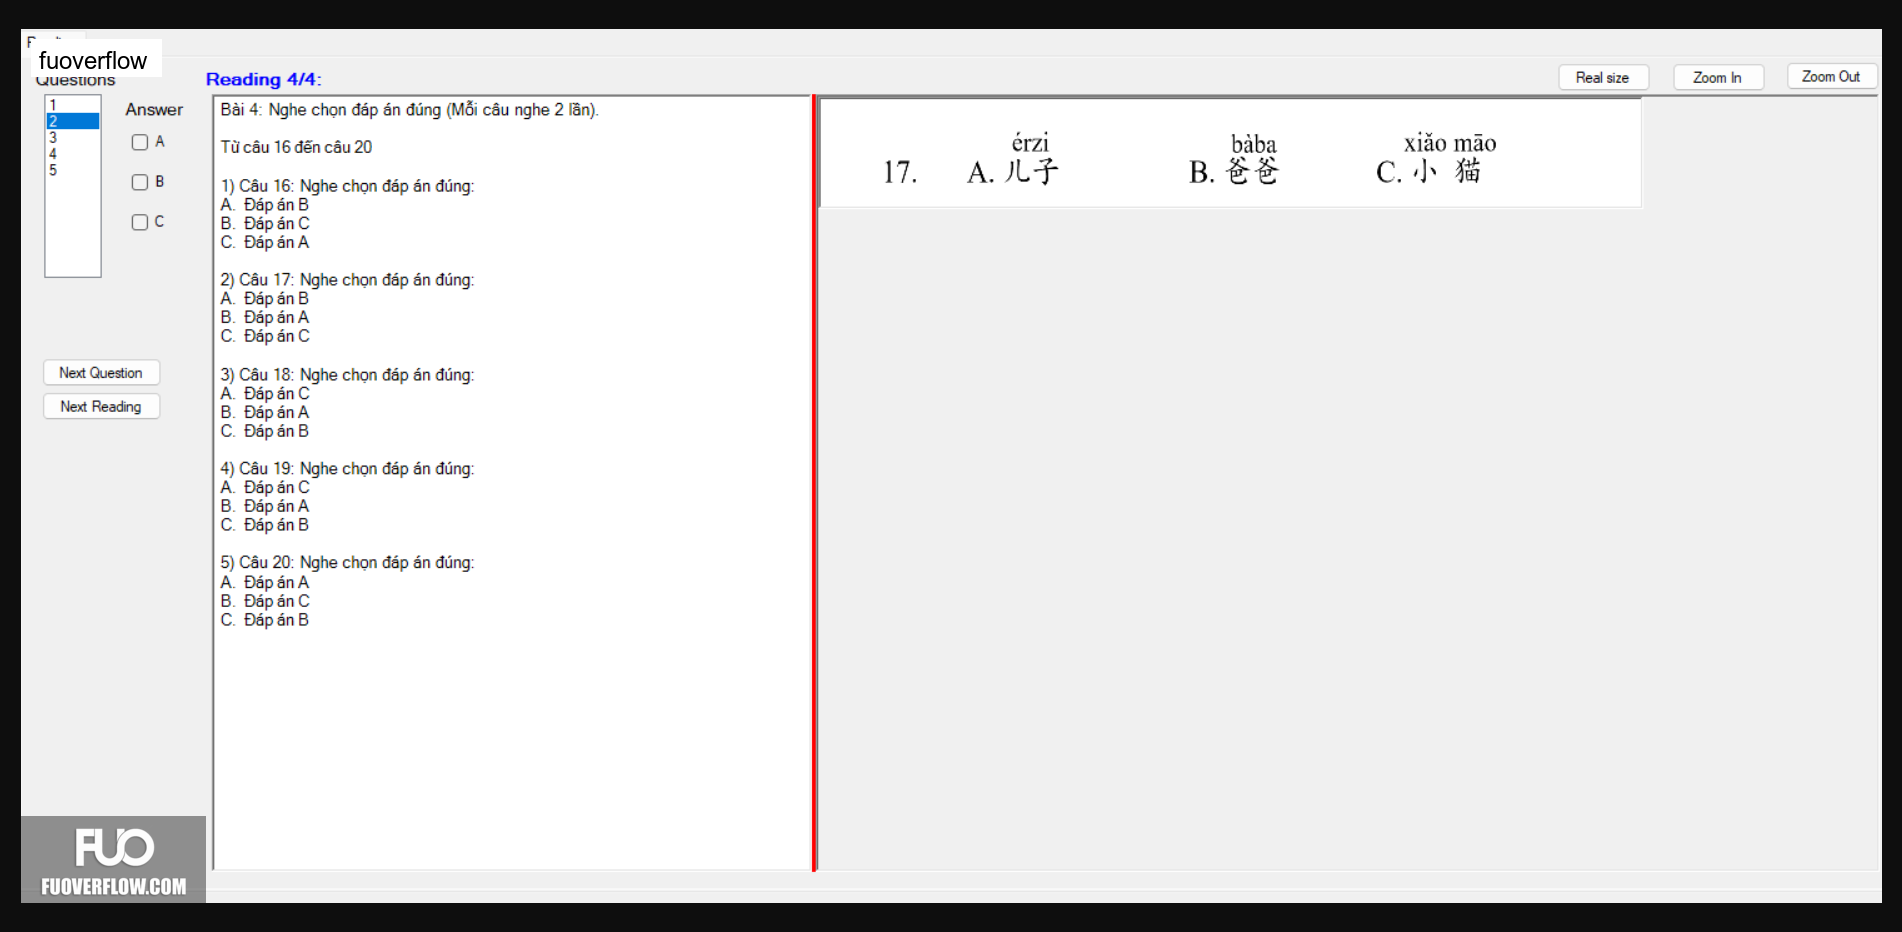 fuoverflow
Questions
Reading 4/4:
Real size
Zoom In
Zoom Out
1
2
3
4
5
Answer
A
B
C
Next Question
Next Reading
Bài 4: Nghe chọn đáp án đúng (Mỗi câu nghe 2 lần).
Từ câu 16 đến câu 20
1) Câu 16: Nghe chọn đáp án đúng:
A. Đáp án B
B. Đáp án C
C. Đáp án A
2) Câu 17: Nghe chọn đáp án đúng:
A. Đáp án B
B. Đáp án A
C. Đáp án C
3) Câu 18: Nghe chọn đáp án đúng:
A. Đáp án C
B. Đáp án A
C. Đáp án B
4) Câu 19: Nghe chọn đáp án đúng:
A. Đáp án C
B. Đáp án A
C. Đáp án B
5) Câu 20: Nghe chọn đáp án đúng:
A. Đáp án A
B. Đáp án C
C. Đáp án B
érzi bàba xiǎo māo
17. A. 儿子 B. 爸爸 C. 小 猫
FUO
FUOVERFLOW.COM